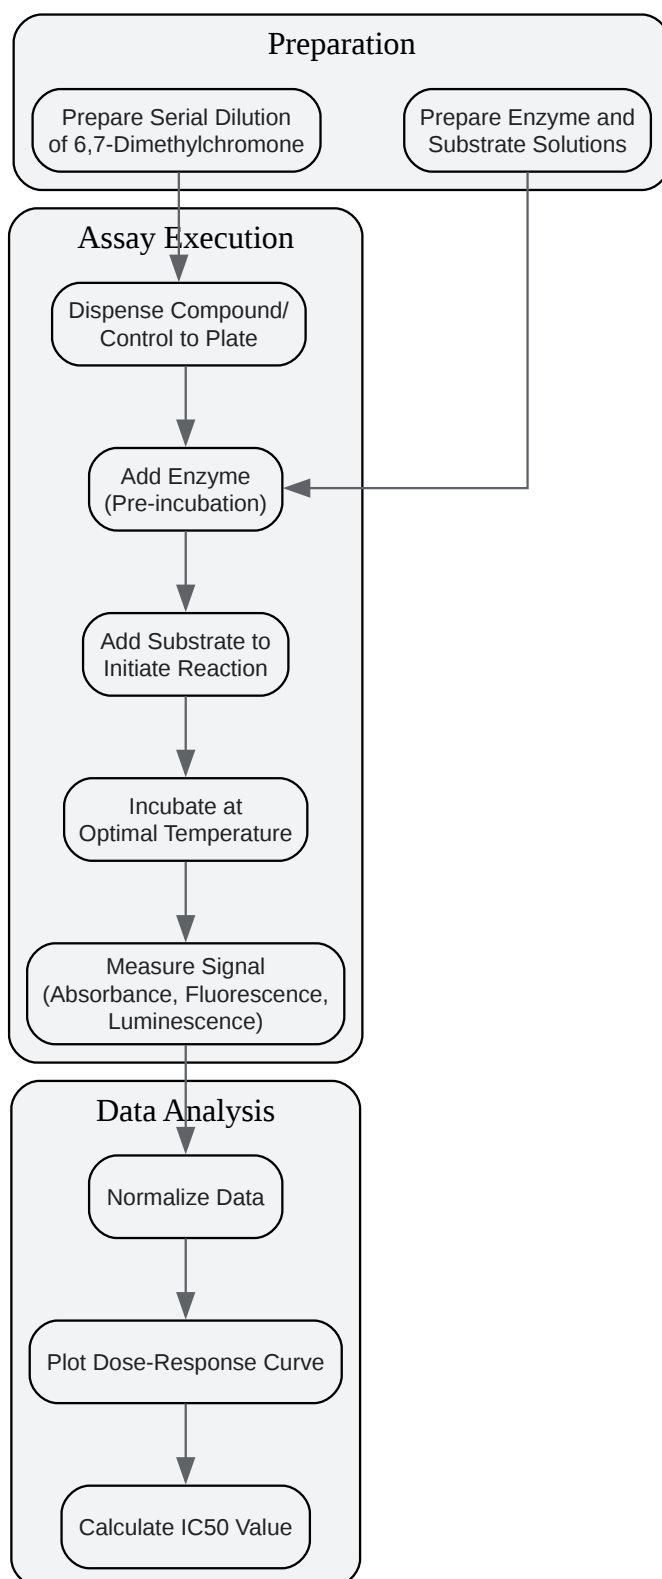 Preparation
Prepare Serial Dilution
of 6,7-Dimethylchromone
Prepare Enzyme and
Substrate Solutions
Assay Execution
Dispense Compound/
Control to Plate
Add Enzyme
(Pre-incubation)
Add Substrate to
Initiate Reaction
Incubate at
Optimal Temperature
Measure Signal
(Absorbance, Fluorescence,
Luminescence)
Data Analysis
Normalize Data
Plot Dose-Response Curve
Calculate IC50 Value